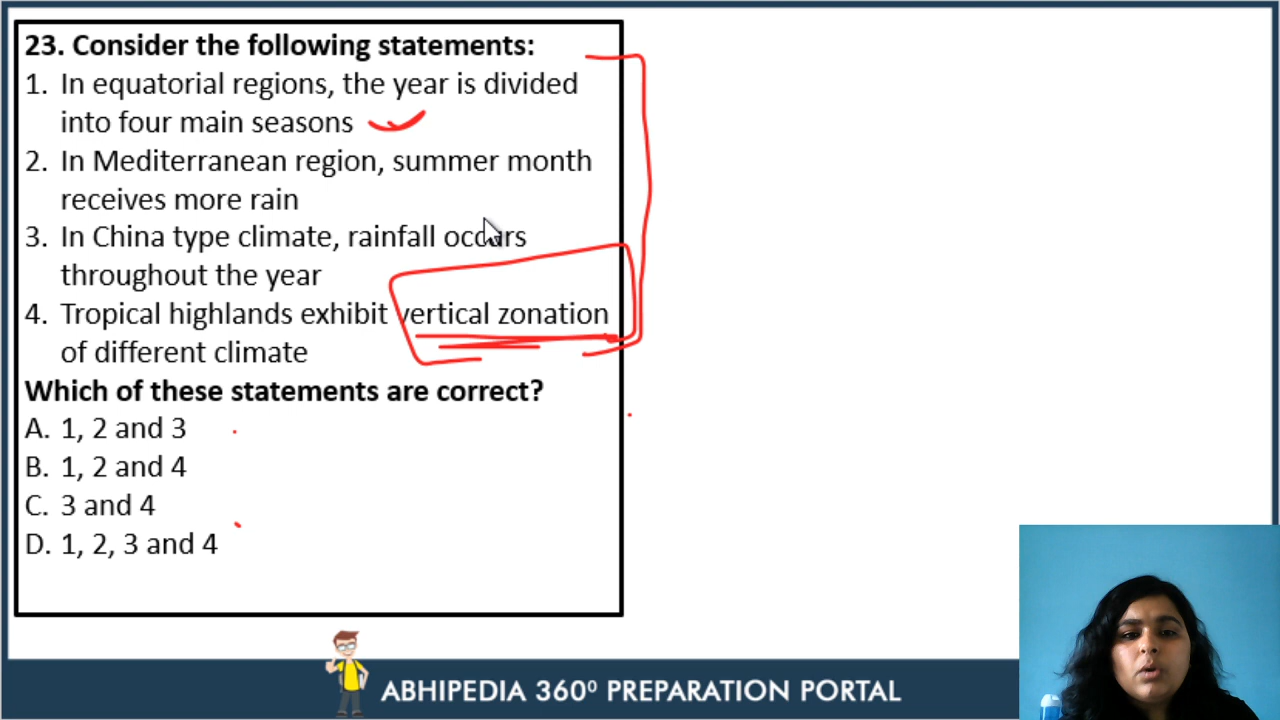 23. Consider the following statements:
1. In equatorial regions, the year is divided
into four main seasons
2. In Mediterranean region, summer month
receives more rain
3. In China type climate, rainfall occurs
throughout the year
4. Tropical highlands exhibit vertical zonation
of different climate
Which of these statements are correct?
A. 1, 2 and 3
B. 1, 2 and 4
C. 3 and 4
D. 1, 2, 3 and 4
ABHIPEDIA 360⁰ PREPARATION PORTAL